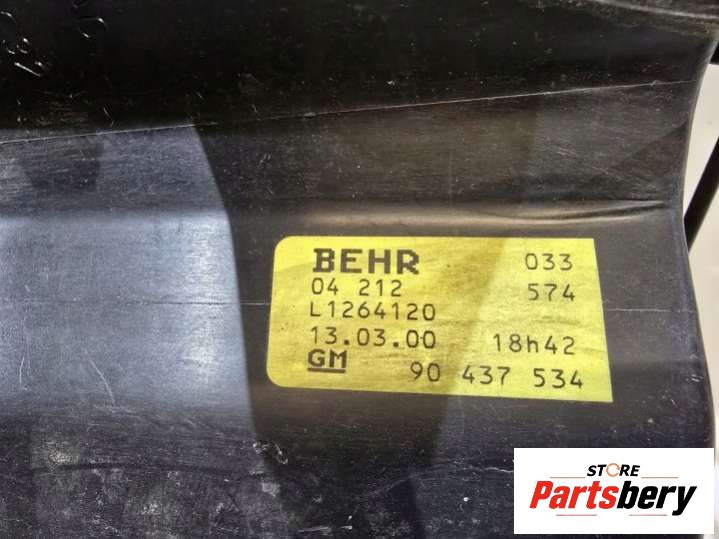 BEHR 033
04 212 574
L1264120
13.03.00 18h42
GM 90 437 534
STORE
Partsbery